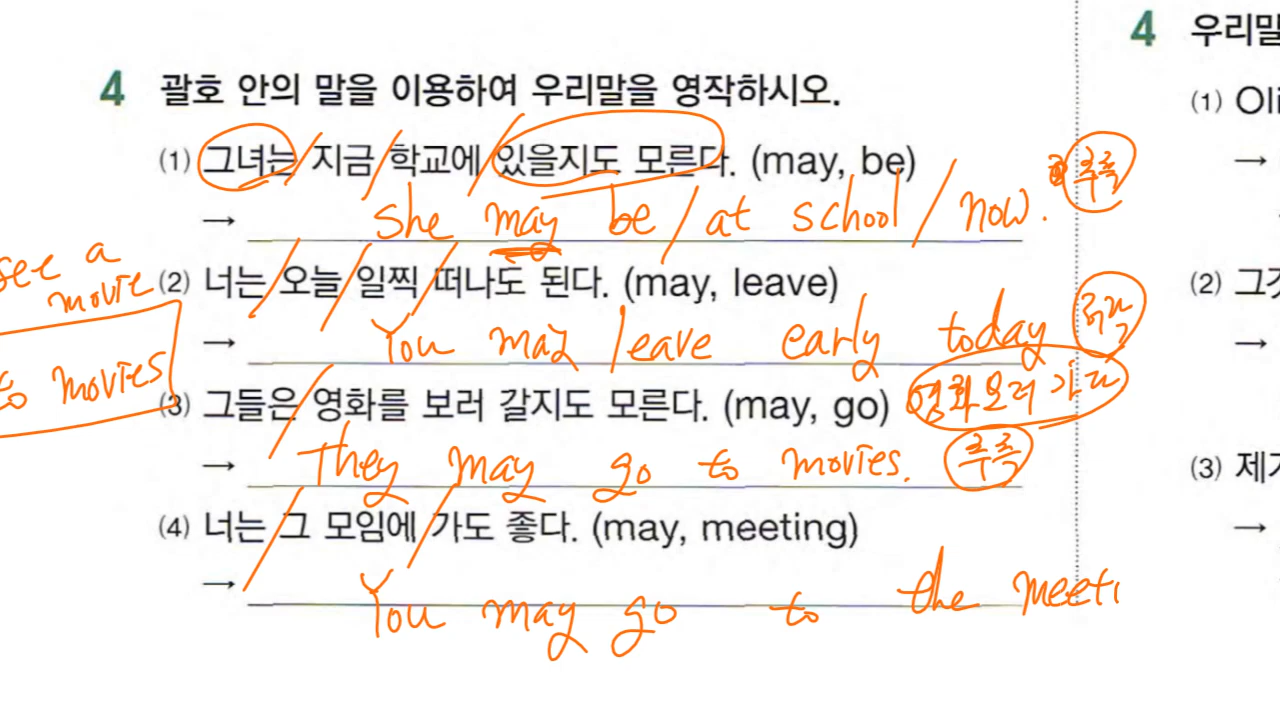 4 괄호 안의 말을 이용하여 우리말을 영작하시오.
(1) 그녀는 / 지금 / 학교에 / 있을지도 모른다. (may, be) 추측
→ She may be / at school / now.
see a
movie
(2) 너는 / 오늘 / 일찍 / 떠나도 된다. (may, leave)
→ You may leave early today 허락
to movies
(3) 그들은 / 영화를 보러 갈지도 모른다. (may, go) 영화보러 가다
→ They may go to movies. 추측
(4) 너는 / 그 모임에 / 가도 좋다. (may, meeting)
→ You may go to the meeti
4 우리말
(1) Oli
→
(2) 그것
→
(3) 제가
→